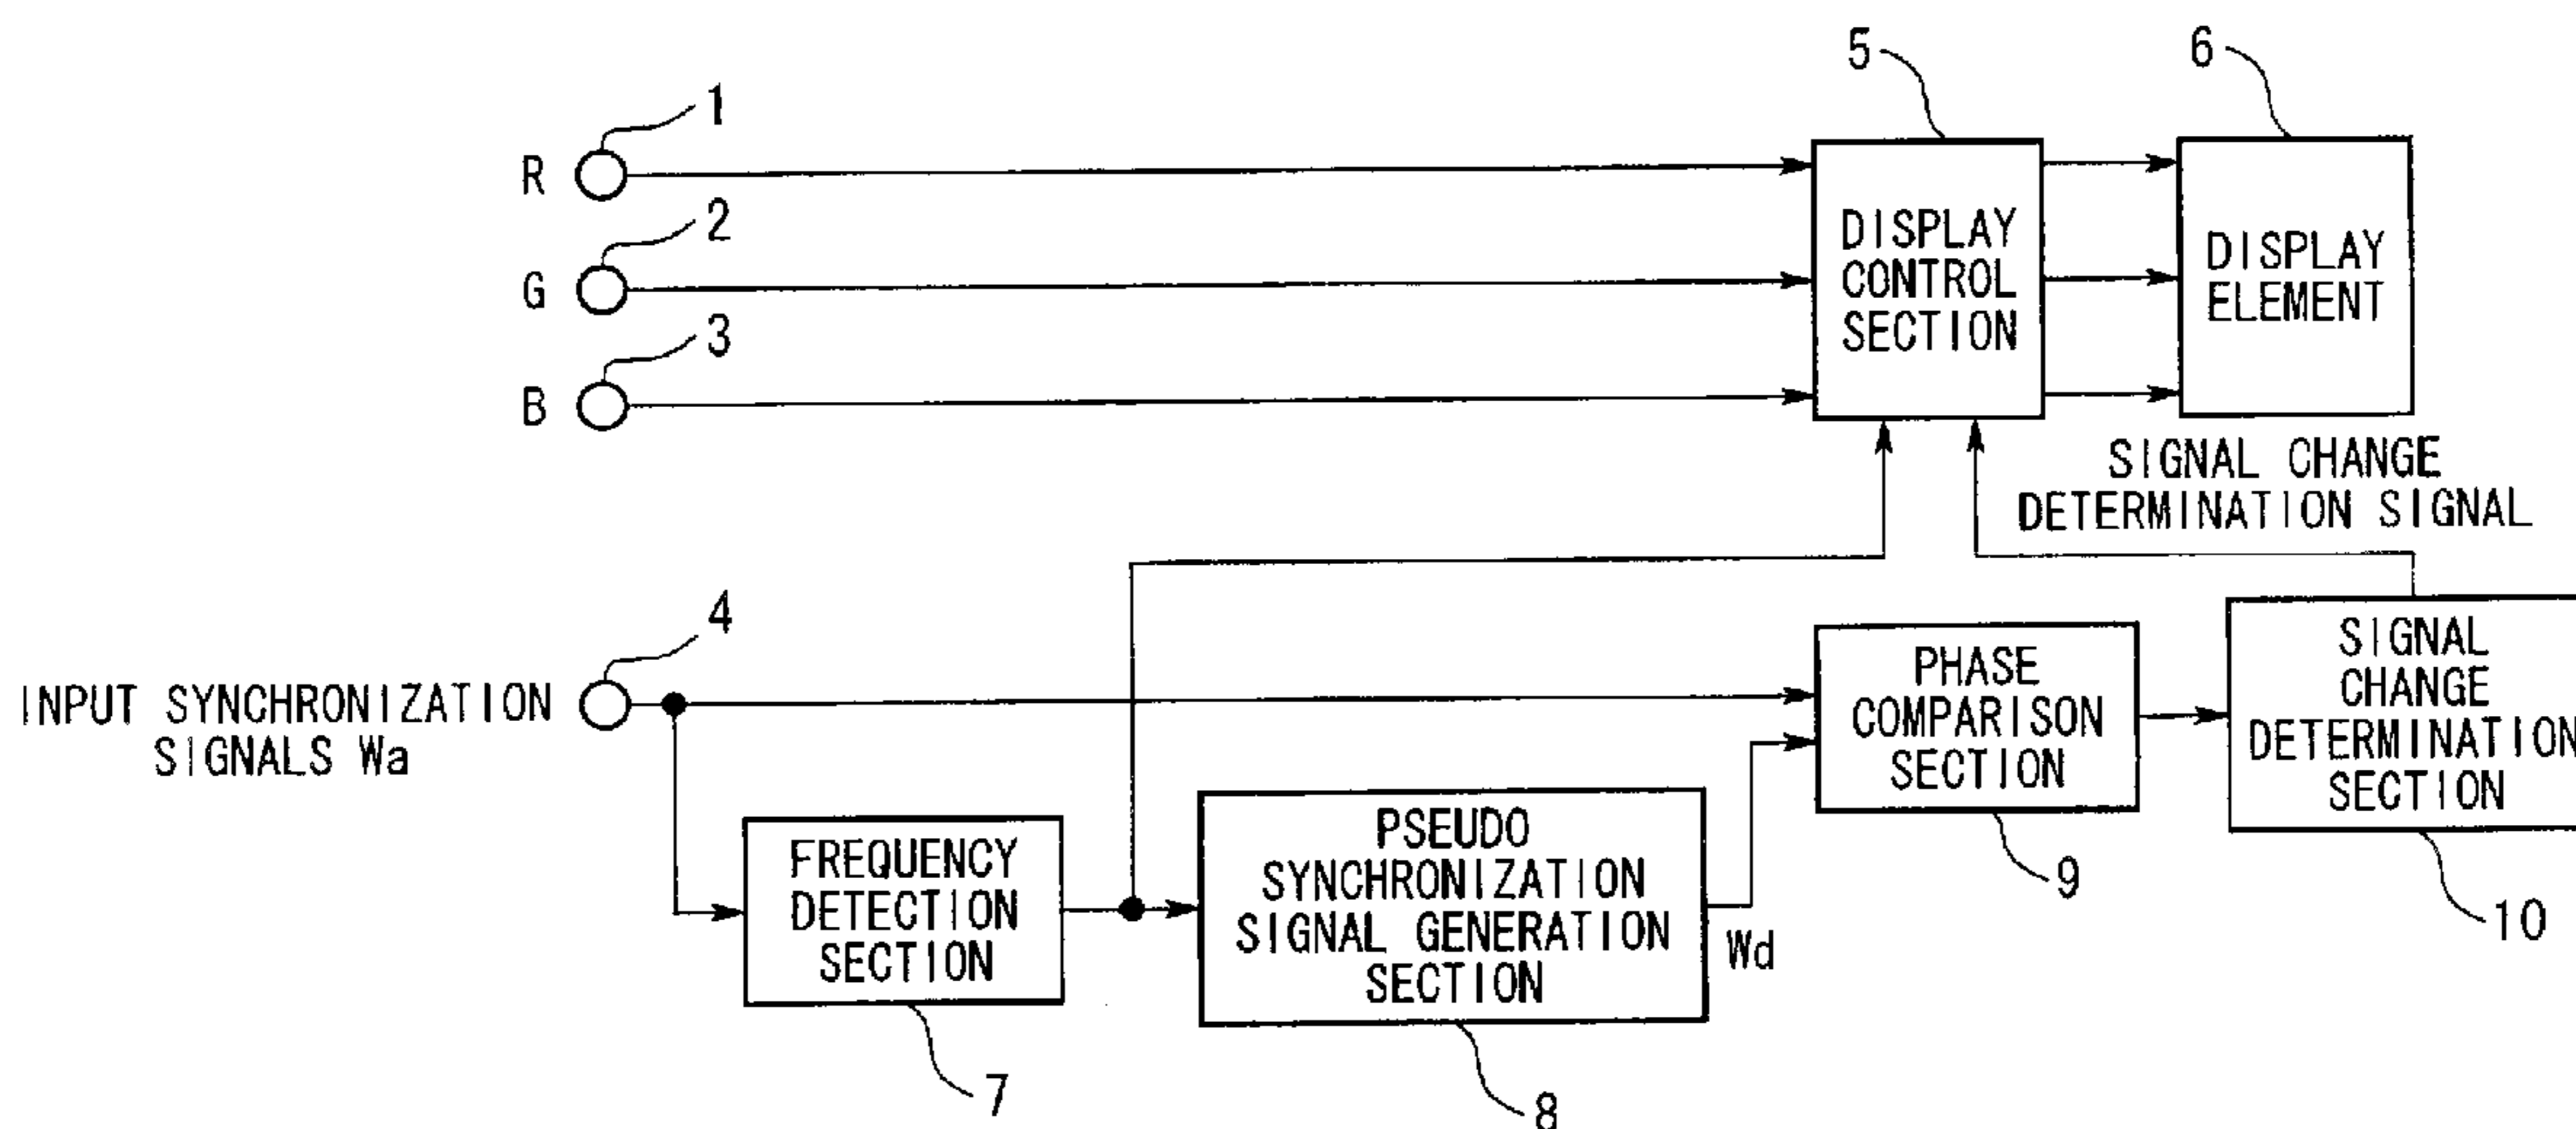 5
6
1
R
2
G
3
B
DISPLAY
CONTROL
SECTION
DISPLAY
ELEMENT
SIGNAL CHANGE
DETERMINATION SIGNAL
4
INPUT SYNCHRONIZATION
SIGNALS Wa
PHASE
COMPARISON
SECTION
SIGNAL
CHANGE
DETERMINATION
SECTION
FREQUENCY
DETECTION
SECTION
PSEUDO
SYNCHRONIZATION
SIGNAL GENERATION
SECTION
Wd
9
10
7
8